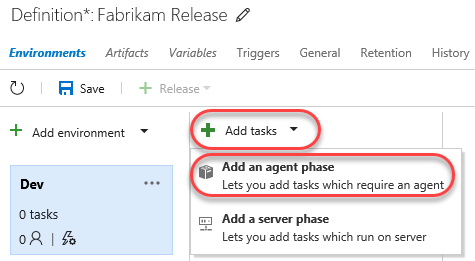 Definition*: Fabrikam Release
Environments Artifacts Variables Triggers General Retention History
Save Release
Add environment Add tasks
Add an agent phase
Lets you add tasks which require an agent
Add a server phase
Lets you add tasks which run on server
Dev
0 tasks
0